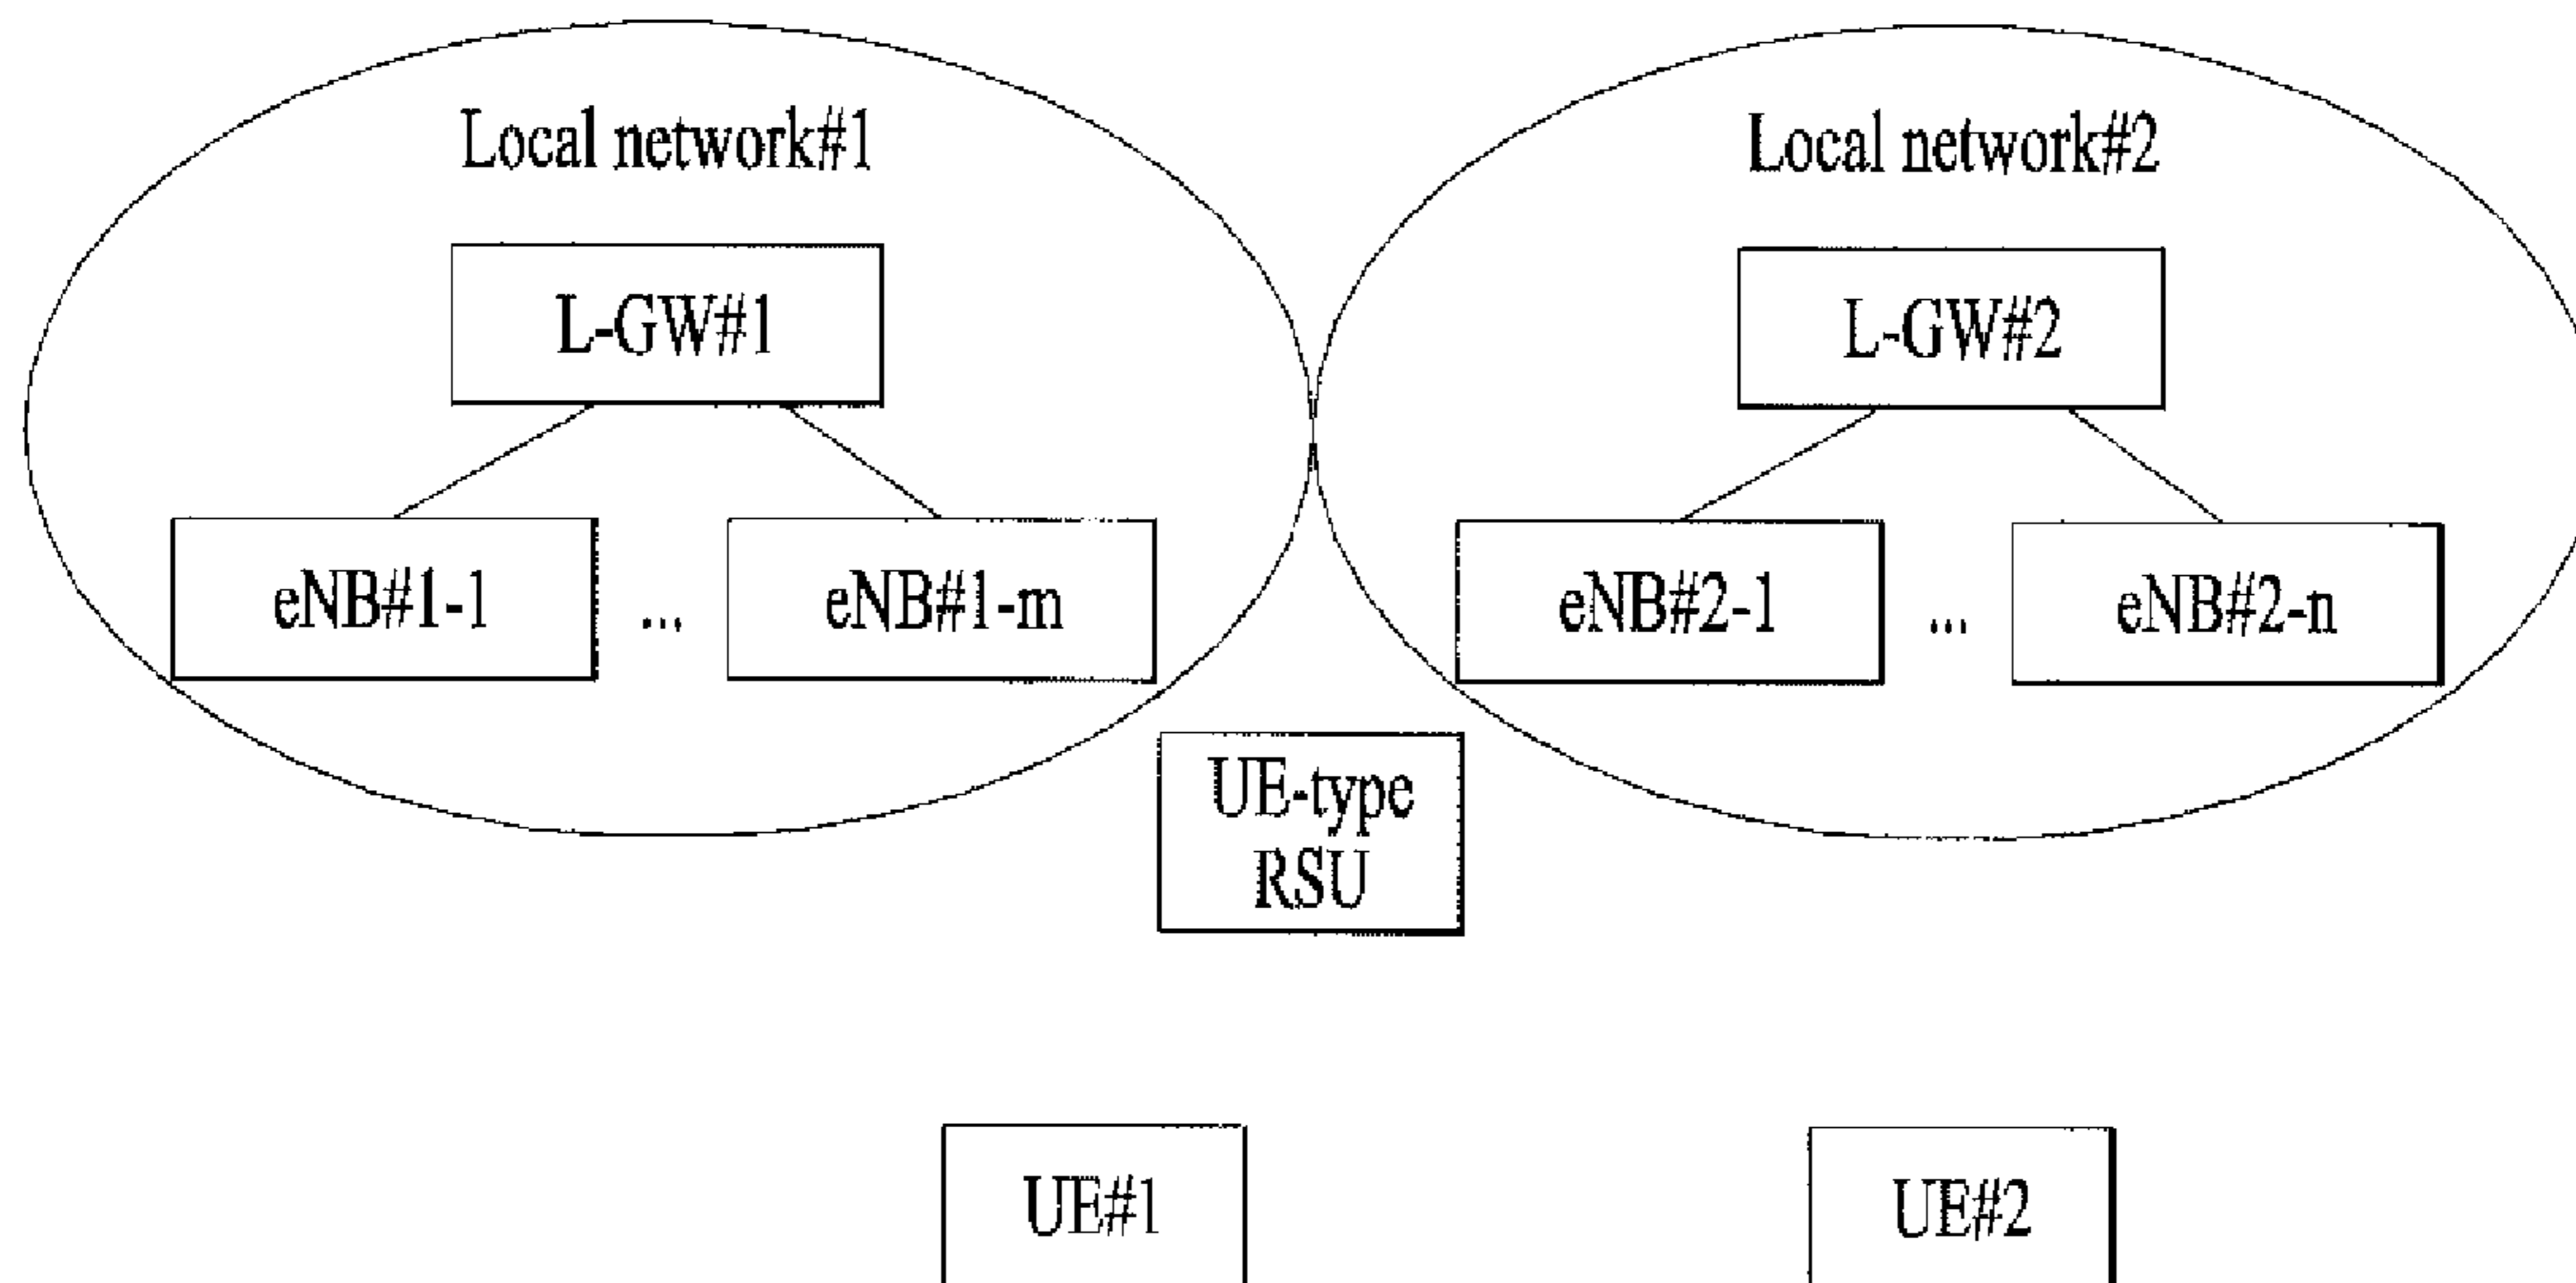 Local network#1
Local network#2
L-GW#1
L-GW#2
eNB#1-1
...
eNB#1-m
eNB#2-1
...
eNB#2-n
UE-type
RSU
UE#1
UE#2